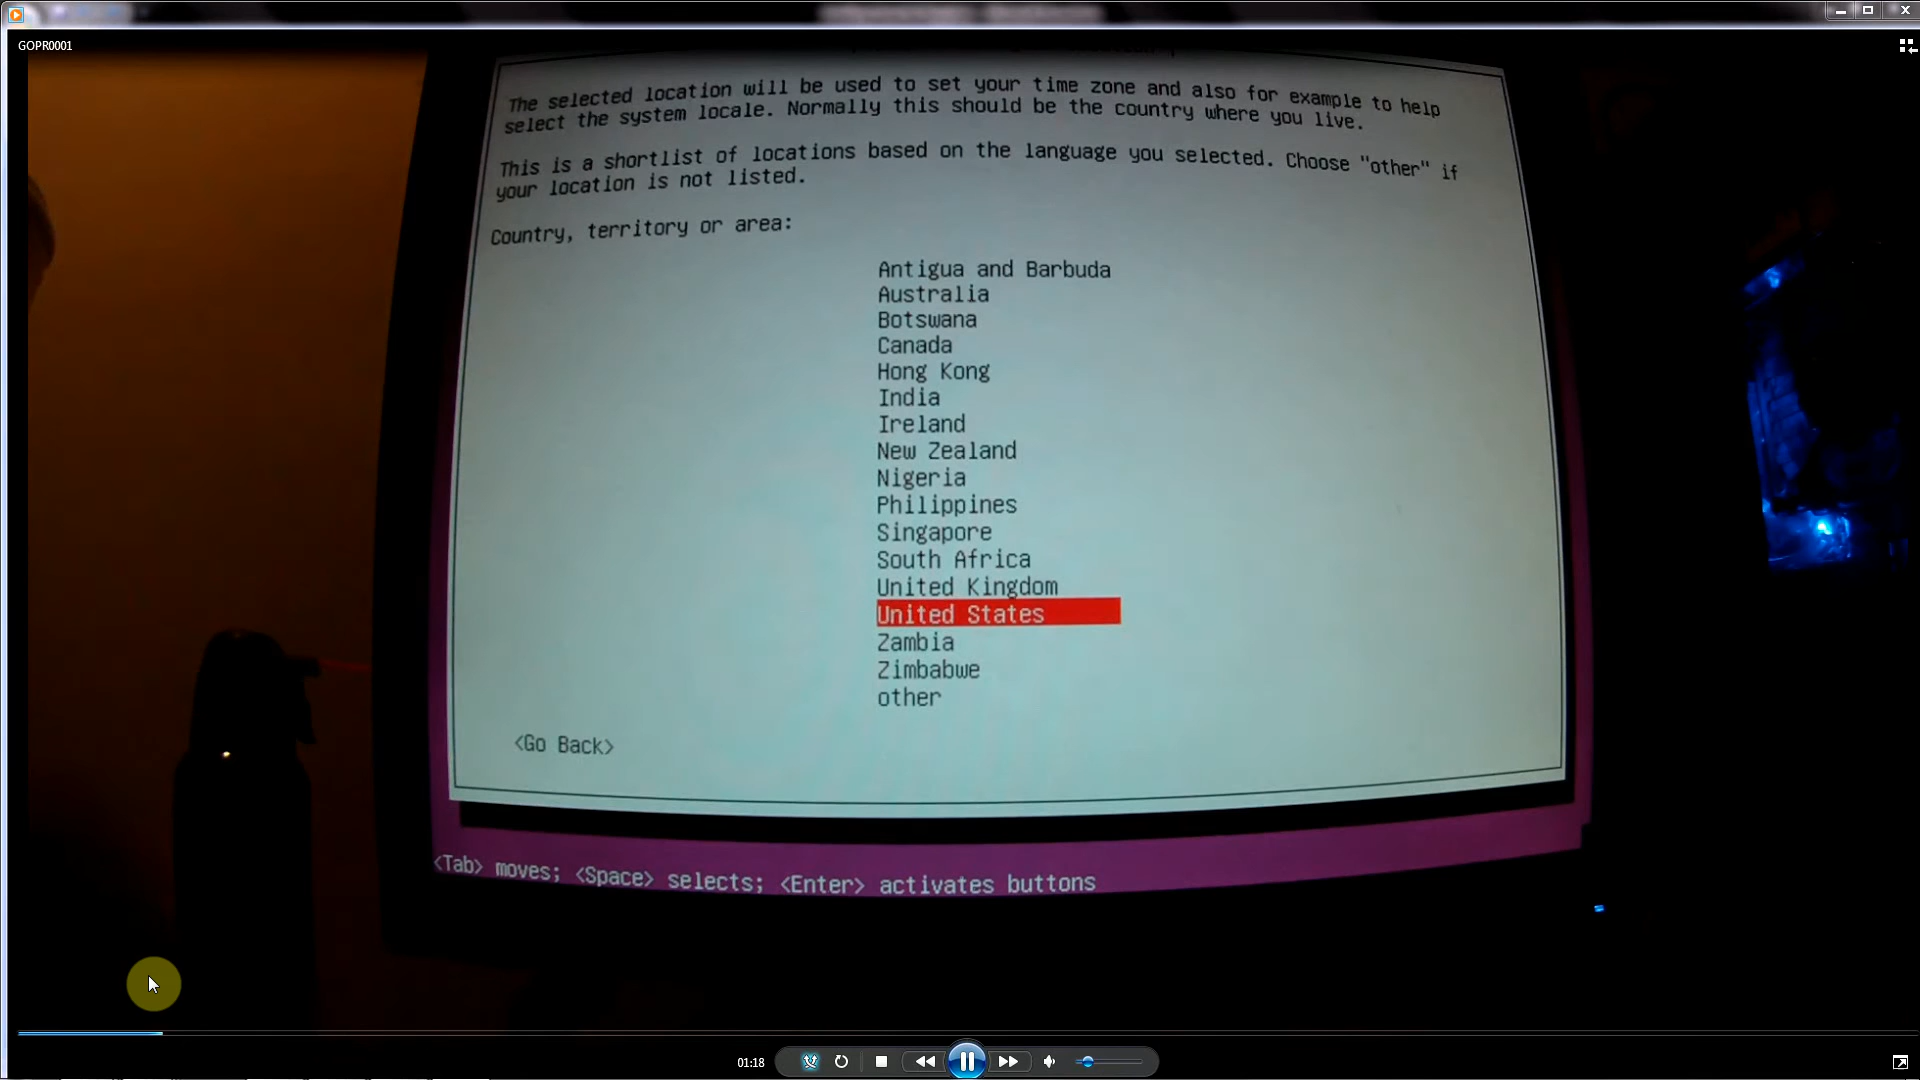 GOPR0001
The selected location will be used to set your time zone and also for example to help
select the system locale. Normally this should be the country where you live.
This is a shortlist of locations based on the language you selected. Choose "other" if
your location is not listed.
Country, territory or area:
Antigua and Barbuda
Australia
Botswana
Canada
Hong Kong
India
Ireland
New Zealand
Nigeria
Philippines
Singapore
South Africa
United Kingdom
United States
Zambia
Zimbabwe
other
<Go Back>
<Tab> moves; <Space> selects; <Enter> activates buttons
01:18